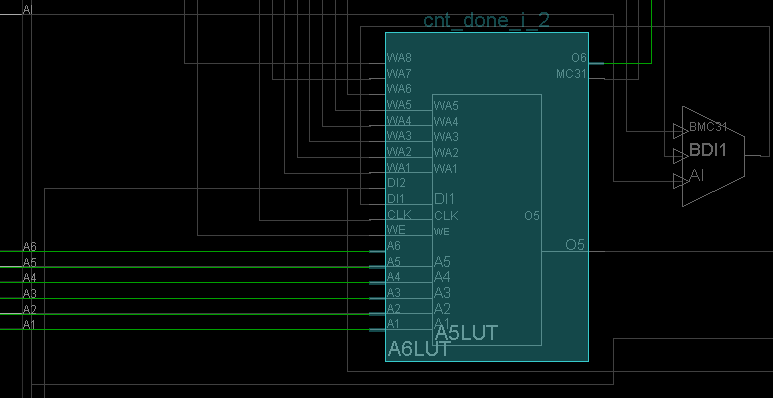 AI
cnt_done_i_2
WA8
O6
WA7
MC31
WA6
WA5 WA5
WA4 WA4
WA3 WA3
WA2 WA2
WA1 WA1
DI2
DI1 DI1
CLK CLK O5
WE WE
A6 A6 O5
A5 A5 A5
A4 A4 A4
A3 A3 A3
A2 A2 A2
A1 A1 A1
A5LUT
A6LUT
BMC31
BDI1
AI